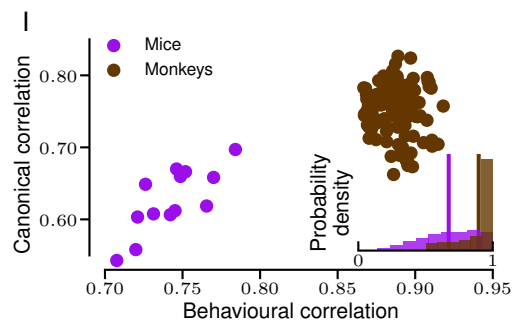 I
Mice
Monkeys
Canonical correlation
0.80
0.70
0.60
Probability
density
0
1
0.70
0.75
0.80
0.85
0.90
0.95
Behavioural correlation